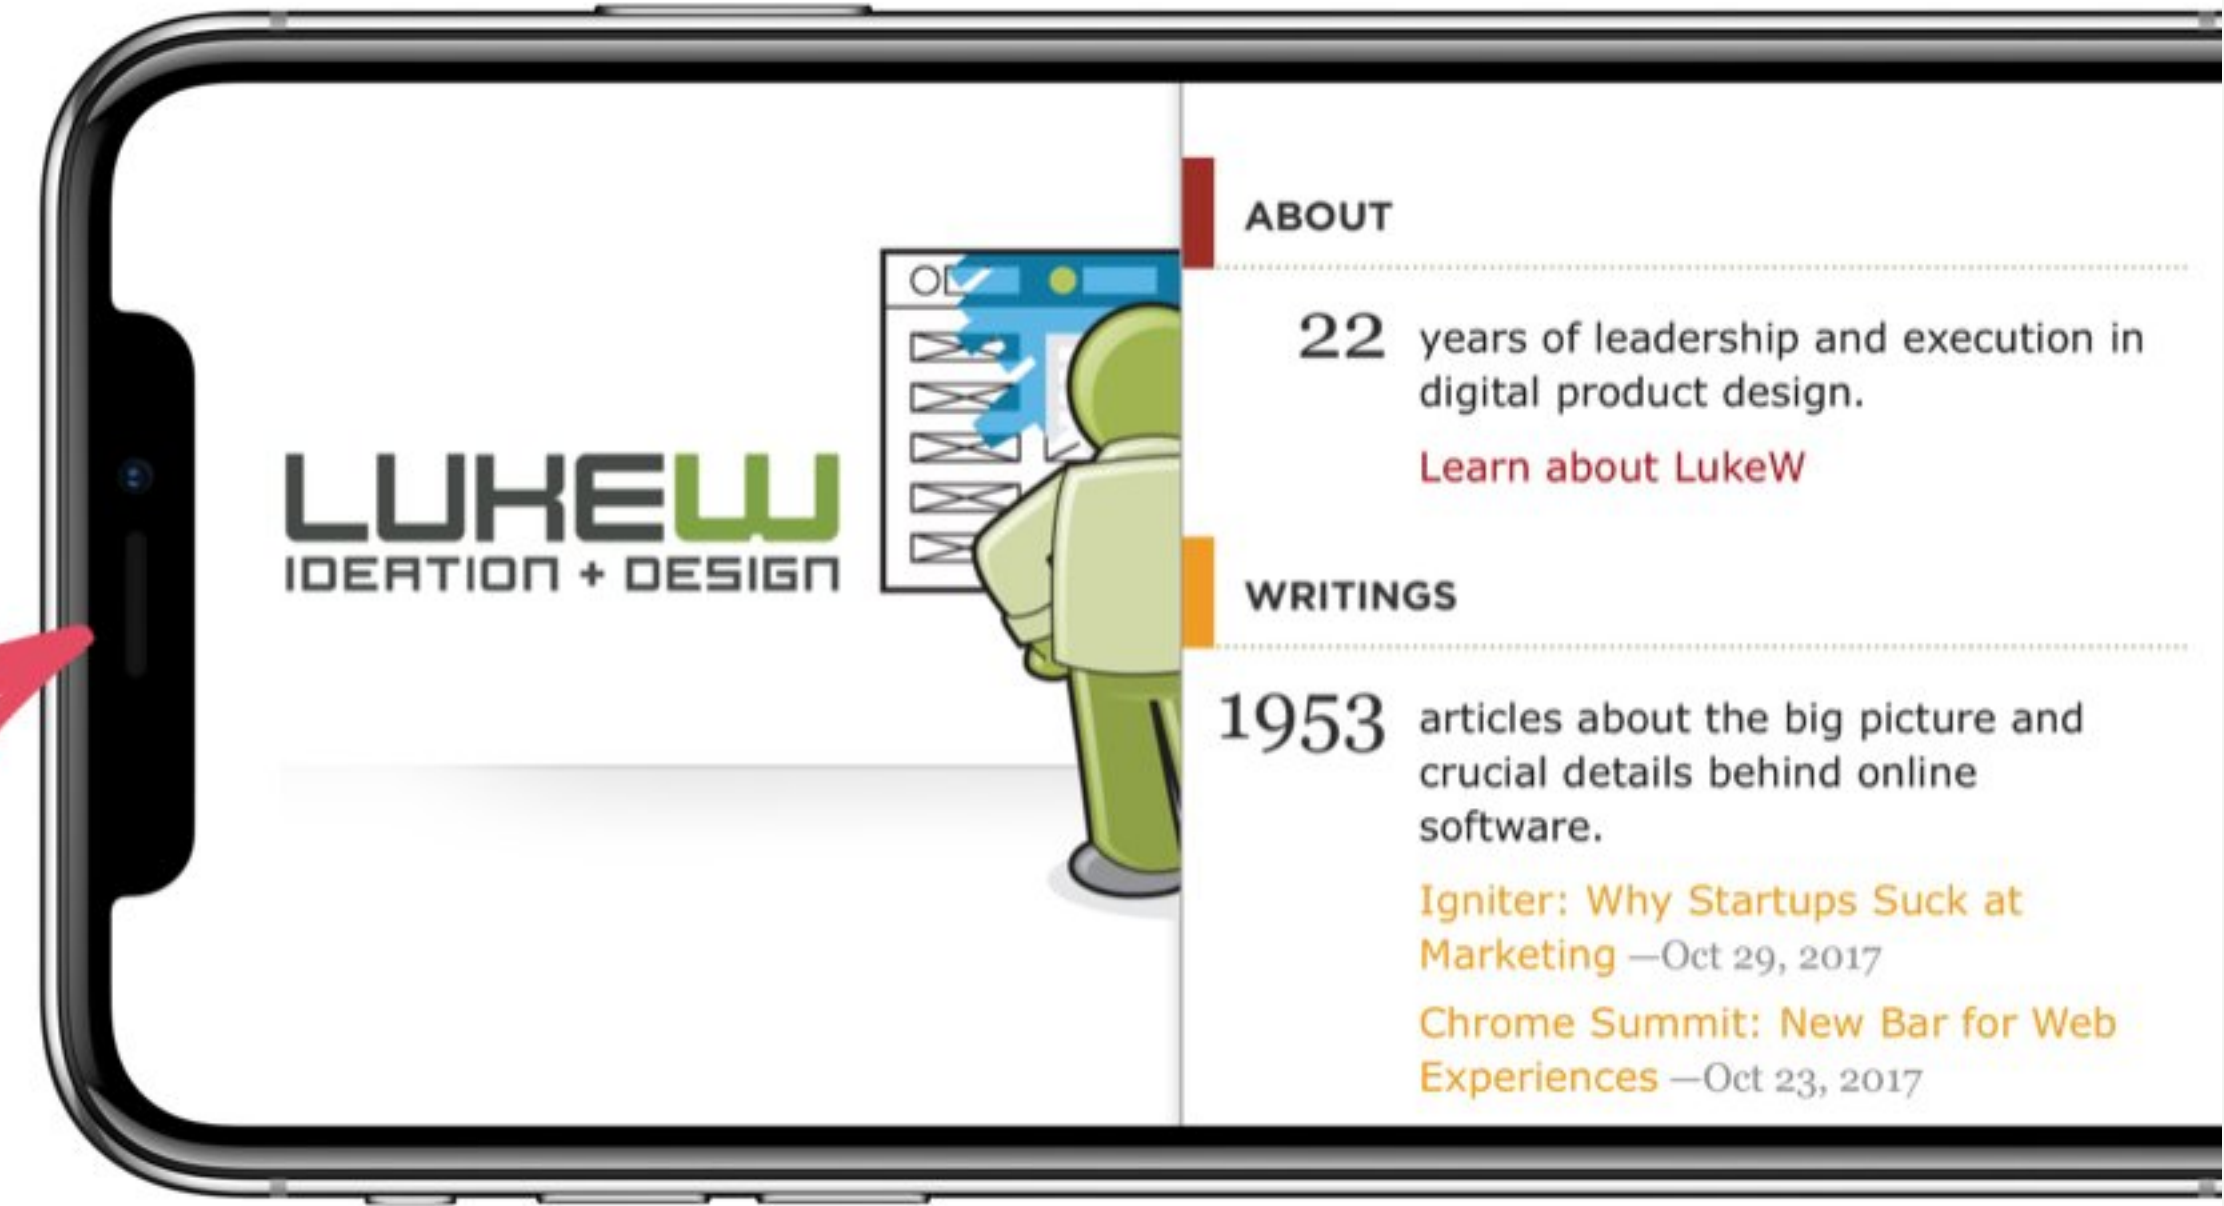 LUKEW
IDEATION + DESIGN
ABOUT
22 years of leadership and execution in
digital product design.
Learn about LukeW
WRITINGS
1953 articles about the big picture and
crucial details behind online
software.
Igniter: Why Startups Suck at
Marketing —Oct 29, 2017
Chrome Summit: New Bar for Web
Experiences —Oct 23, 2017